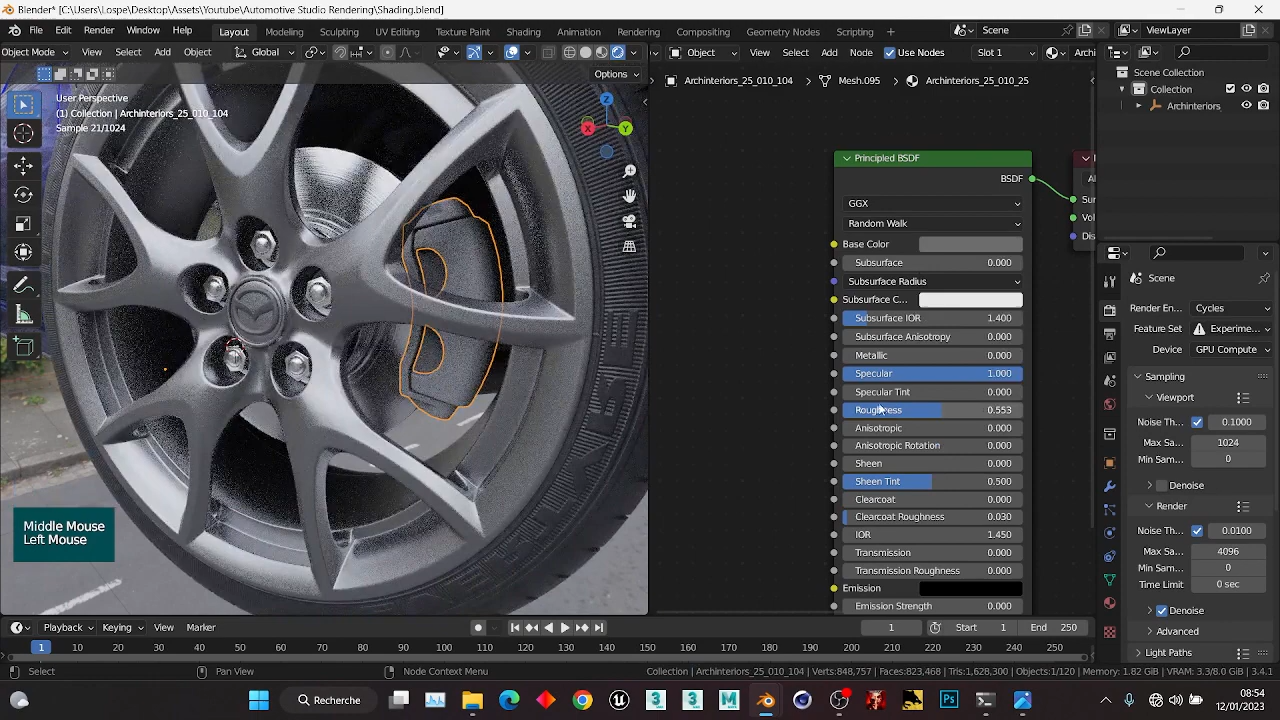 Blender* [C:\Users\Lospe\Desktop\Assets\Youtube\Automotive Studio Rendering\Shading.blend]
File Edit Render Window Help Layout Modeling Sculpting UV Editing Texture Paint Shading Animation Rendering Compositing Geometry Nodes Scripting + Scene ViewLayer
Object Mode View Select Add Object Global Object View Select Add Node Use Nodes Slot 1 Archi
Options
Archinteriors_25_010_104 > Mesh.095 > Archinteriors_25_010_25
User Perspective
(1) Collection | Archinteriors_25_010_104
Sample 21/1024
Z
X
Y
Middle Mouse
Left Mouse
Principled BSDF
BSDF
GGX
Random Walk
Base Color
Subsurface 0.000
Subsurface Radius
Subsurface C...
Subsurface IOR 1.400
Subsurface Anisotropy 0.000
Metallic 0.000
Specular 1.000
Specular Tint 0.000
Roughness 0.553
Anisotropic 0.000
Anisotropic Rotation 0.000
Sheen 0.000
Sheen Tint 0.500
Clearcoat 0.000
Clearcoat Roughness 0.030
IOR 1.450
Transmission 0.000
Transmission Roughness 0.000
Emission
Emission Strength 0.000
Al
Sur
Vol
Dis
Scene Collection
Collection
Archinteriors
Scene
Render En... Cycles
Feature Set Experime...
Device GPU Compute
Sampling
Viewport
Noise Th... 0.1000
Max Sa... 1024
Min Sam... 0
Denoise
Render
Noise Th... 0.0100
Max Sa... 4096
Min Sam... 0
Time Limit 0 sec
Denoise
Advanced
Light Paths
Playback Keying View Marker 1 Start 1 End 250
1 10 20 30 40 50 60 70 80 90 100 110 120 130 140 150 160 170 180 190 200 210 220 230 240 250
Select Pan View Node Context Menu Collection | Archinteriors_25_010_104 | Verts:848,757 | Faces:823,468 | Tris:1,628,300 | Objects:1/120 | Memory: 1.82 GiB | VRAM: 3.3/8.0 GiB | 3.4.1
Recherche
08:54
12/01/2023